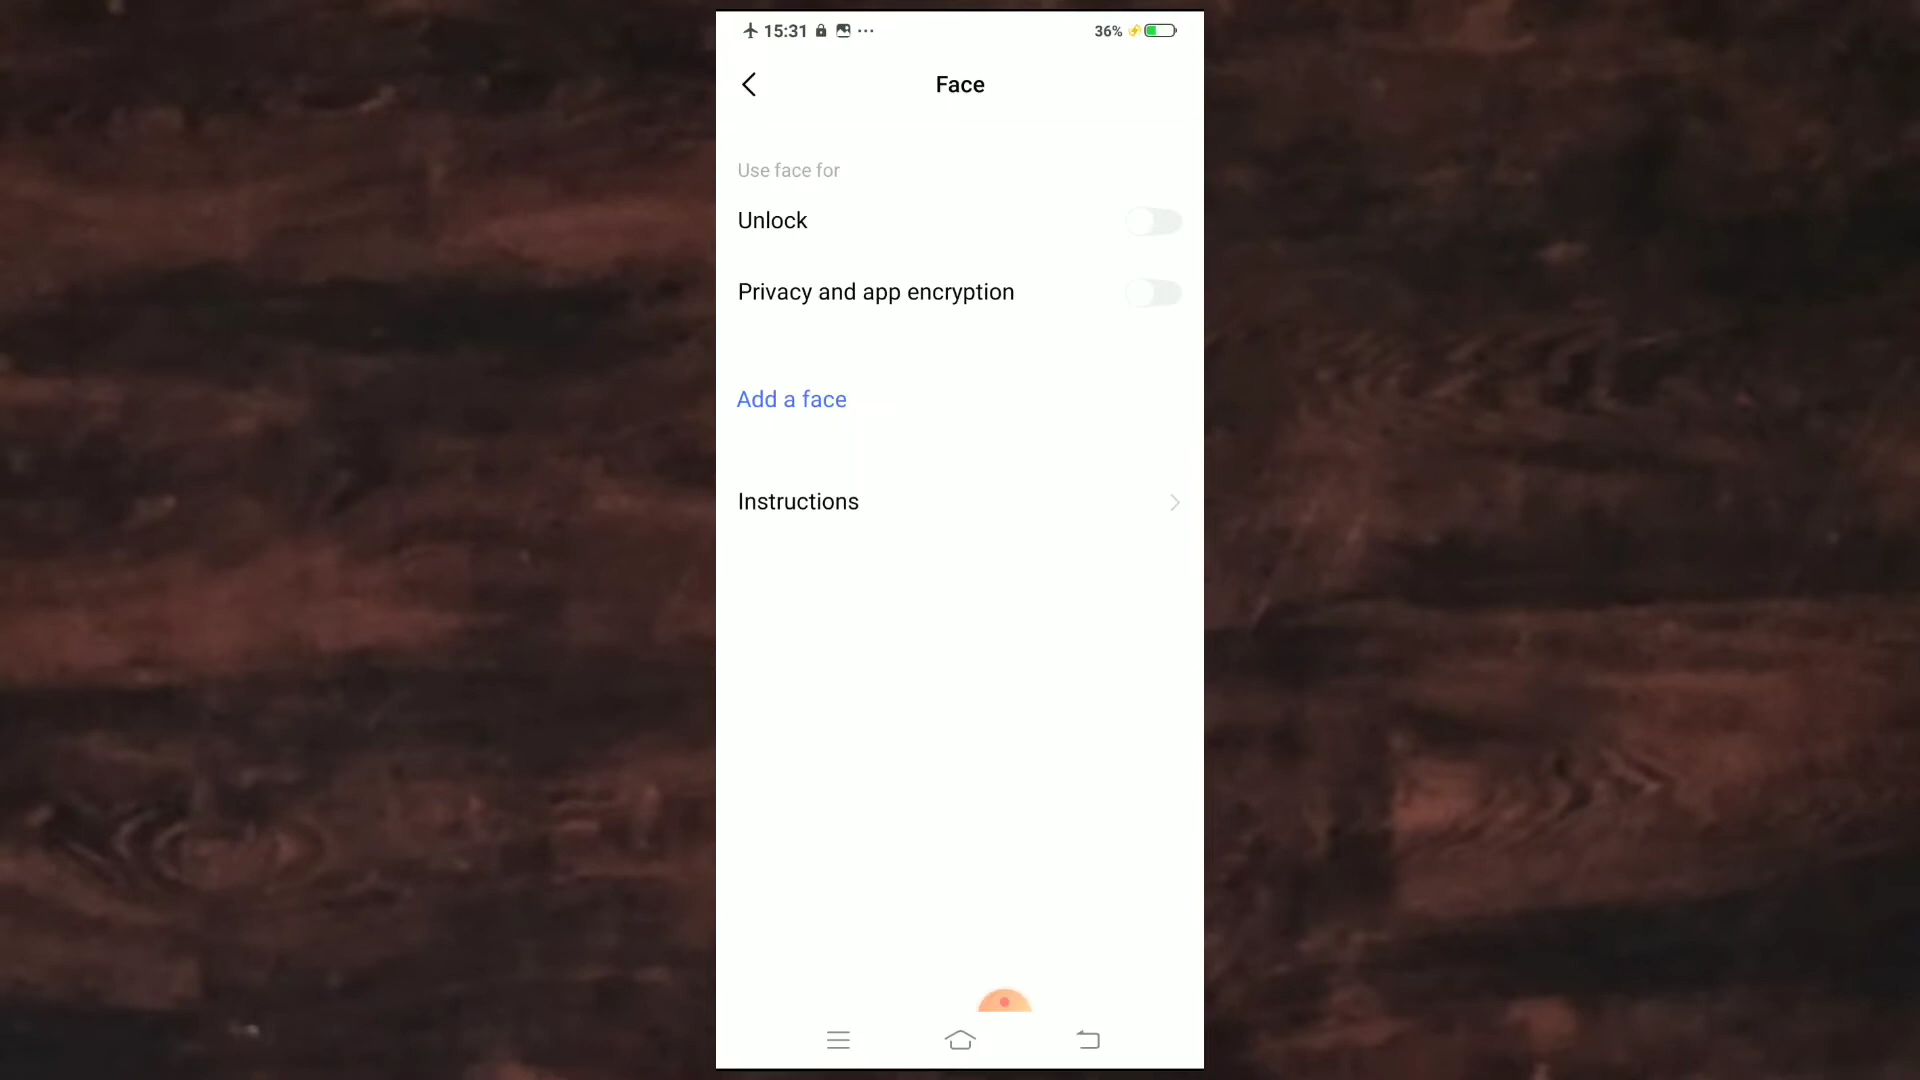 15:31
36%
Face
Use face for
Unlock
Privacy and app encryption
Add a face
Instructions